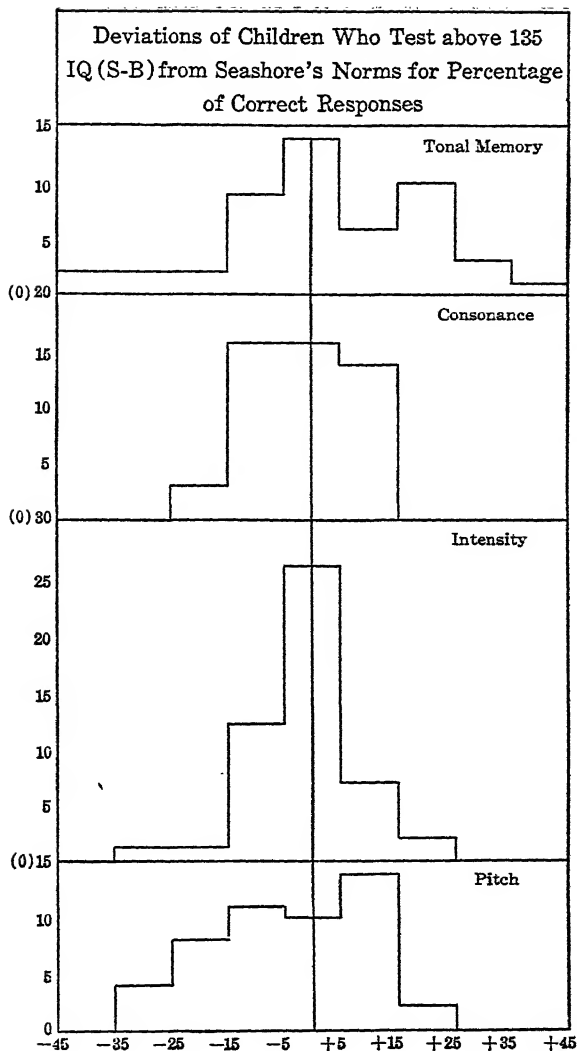 Deviations of Children Who Test above 135
IQ (S-B) from Seashore's Norms for Percentage
of Correct Responses
15
Tonal Memory
10
5
(0) 20
Consonance
15
10
5
(0) 30
Intensity
25
20
15
10
5
(0) 15
Pitch
10
5
0
−45 −35 −25 −15 −5 +5 +15 +25 +35 +45